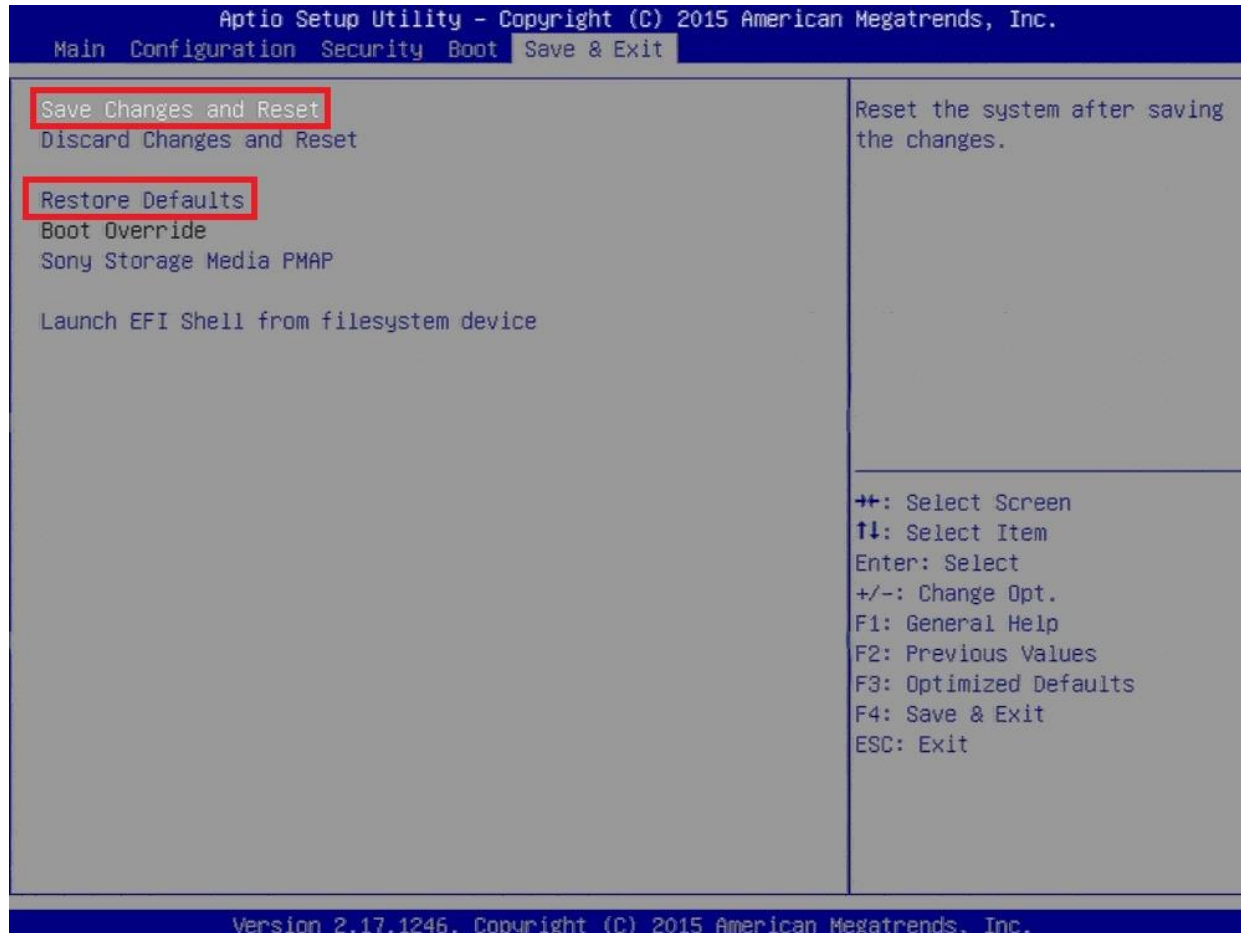 Aptio Setup Utility – Copyright (C) 2015 American Megatrends, Inc.
Main Configuration Security Boot Save & Exit
Save Changes and Reset
Discard Changes and Reset
Restore Defaults
Boot Override
Sony Storage Media PMAP
Launch EFI Shell from filesystem device
Reset the system after saving
the changes.
→←: Select Screen
↑↓: Select Item
Enter: Select
+/-: Change Opt.
F1: General Help
F2: Previous Values
F3: Optimized Defaults
F4: Save & Exit
ESC: Exit
Version 2.17.1246. Copyright (C) 2015 American Megatrends, Inc.